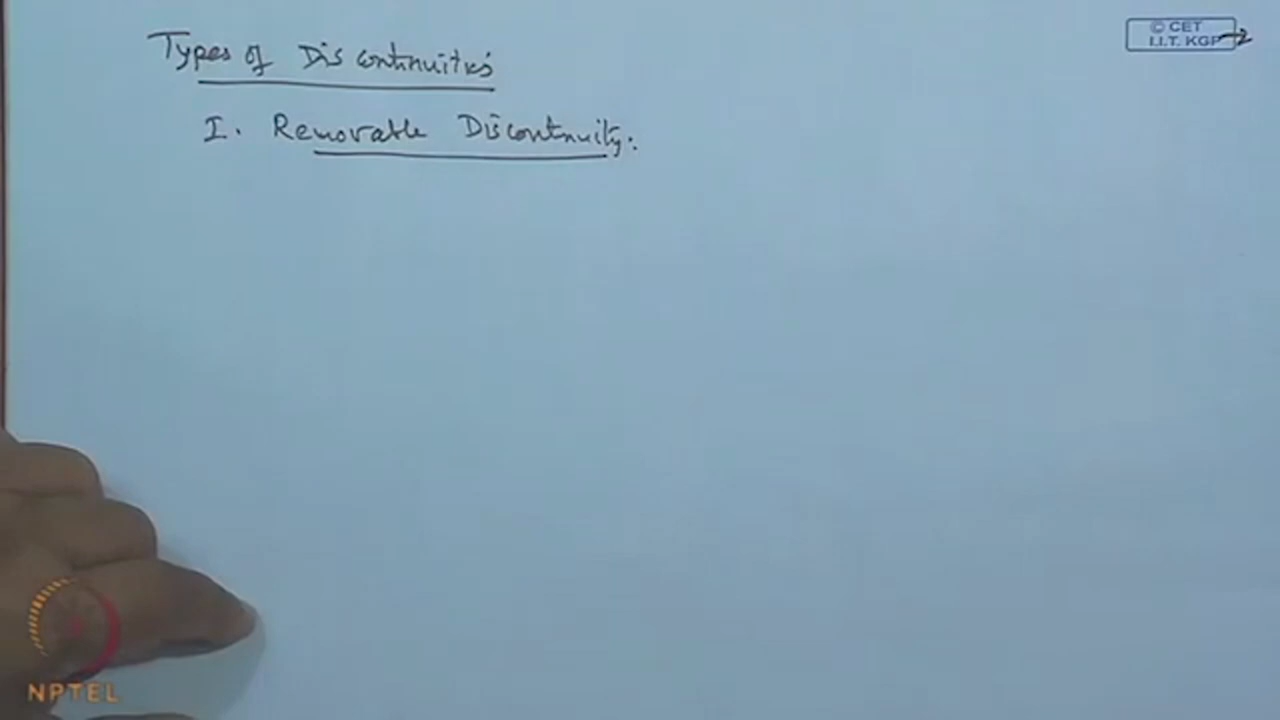 Types of Discontinuities
© CET
I.I.T. KGP
I. Removable Discontinuity.
NPTEL